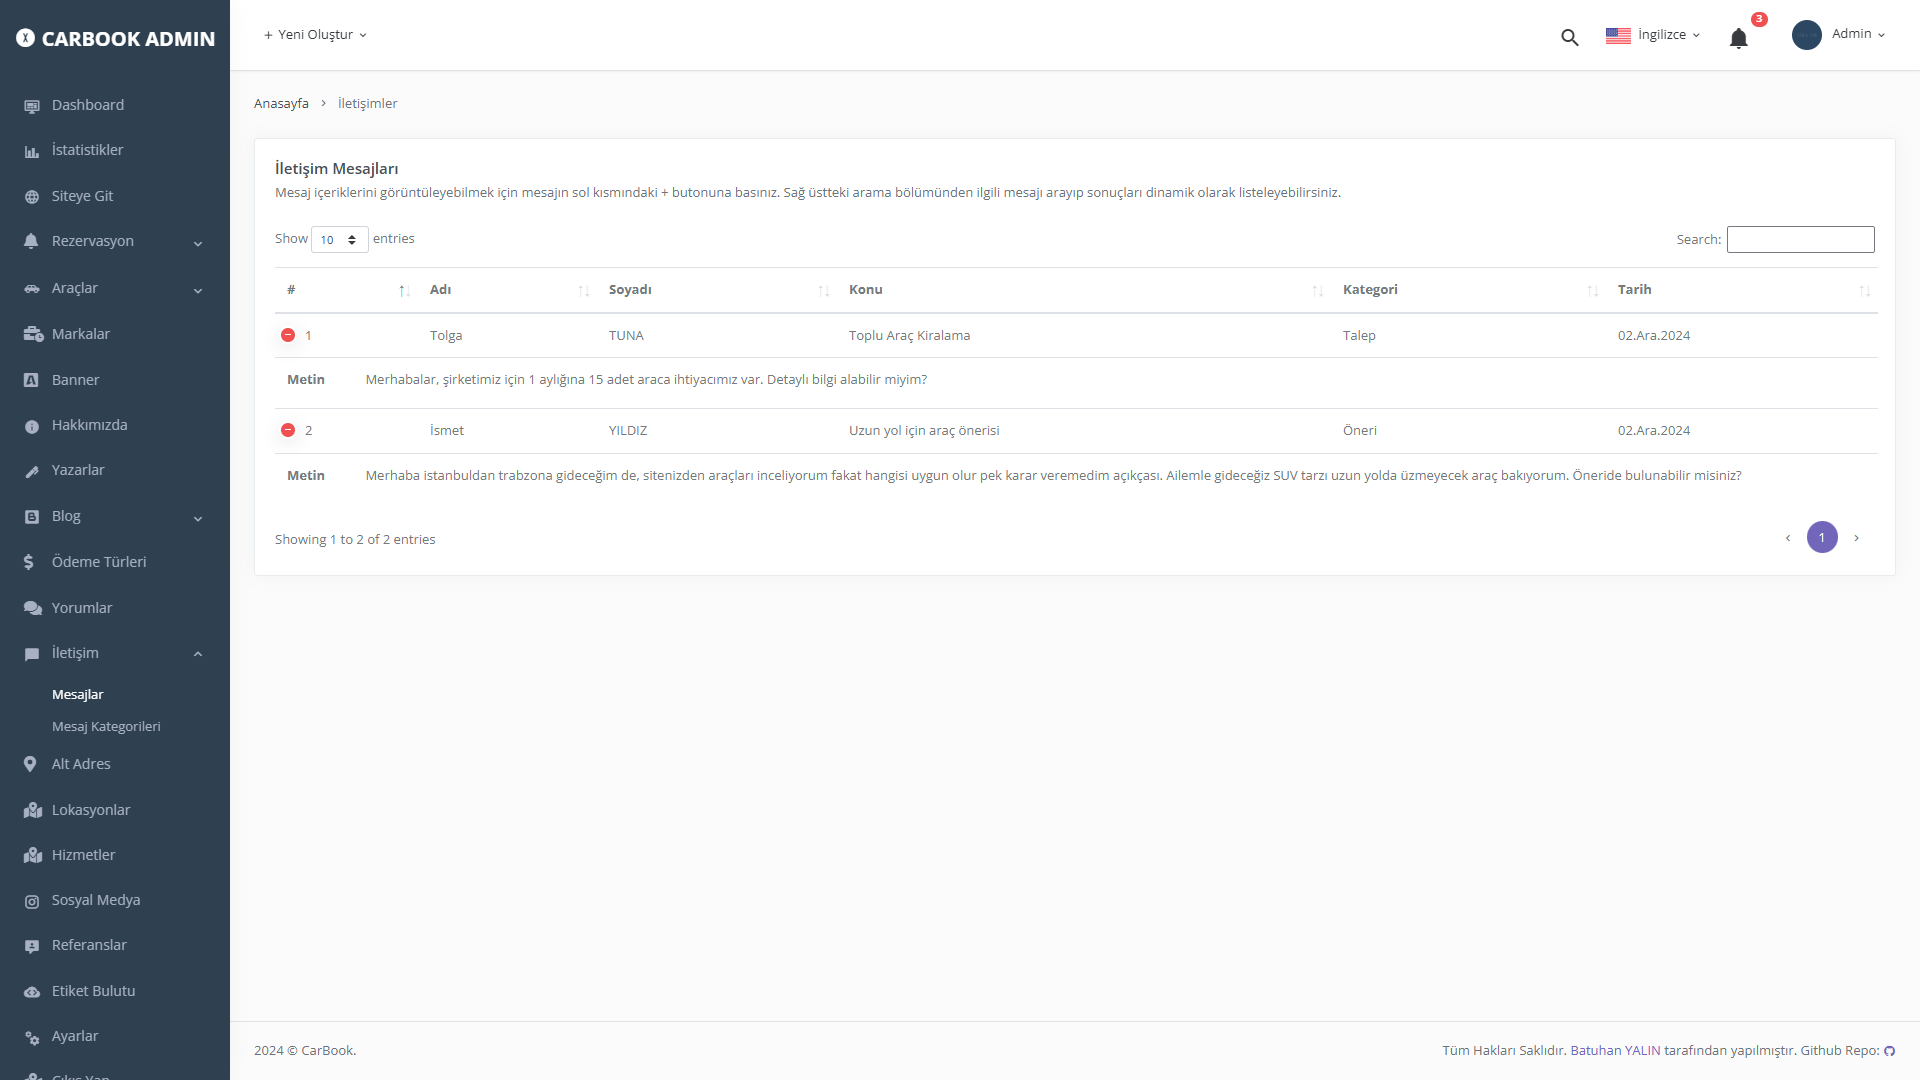 CARBOOK ADMIN
+ Yeni Oluştur
İngilizce
3
Admin
Dashboard
İstatistikler
Siteye Git
Rezervasyon
Araçlar
Markalar
Banner
Hakkımızda
Yazarlar
Blog
Ödeme Türleri
Yorumlar
İletişim
Mesajlar
Mesaj Kategorileri
Alt Adres
Lokasyonlar
Hizmetler
Sosyal Medya
Referanslar
Etiket Bulutu
Ayarlar
Çıkış Yap
Anasayfa › İletişimler
İletişim Mesajları
Mesaj içeriklerini görüntüleyebilmek için mesajın sol kısmındaki + butonuna basınız. Sağ üstteki arama bölümünden ilgili mesajı arayıp sonuçları dinamik olarak listeleyebilirsiniz.
Show 10 entries
Search:
# Adı Soyadı Konu Kategori Tarih
1 Tolga TUNA Toplu Araç Kiralama Talep 02.Ara.2024
Metin Merhabalar, şirketimiz için 1 aylığına 15 adet araca ihtiyacımız var. Detaylı bilgi alabilir miyim?
2 İsmet YILDIZ Uzun yol için araç önerisi Öneri 02.Ara.2024
Metin Merhaba istanbuldan trabzona gideceğim de, sitenizden araçları inceliyorum fakat hangisi uygun olur pek karar veremedim açıkçası. Ailemle gideceğiz SUV tarzı uzun yolda üzmeyecek araç bakıyorum. Öneride bulunabilir misiniz?
Showing 1 to 2 of 2 entries
‹ 1 ›
2024 © CarBook.
Tüm Hakları Saklıdır. Batuhan YALIN tarafından yapılmıştır. Github Repo: